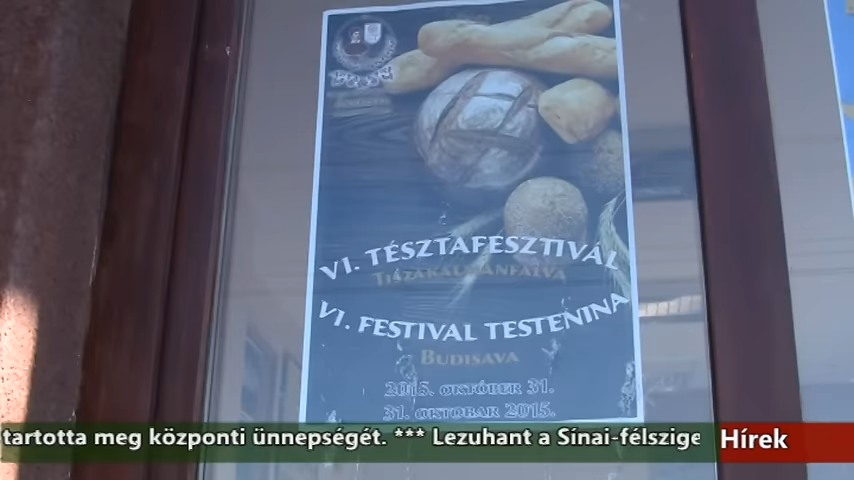 VI. TÉSZTAFESZTIVÁL
TISZAKÁLMÁNFALVA
VI. FESTIVAL TESTENINA
BUDISAVA
2015. OKTÓBER 31.
31. OKTOBAR 2015.
tartotta meg központi ünnepségét. *** Lezuhant a Sínai-félszige
Hírek